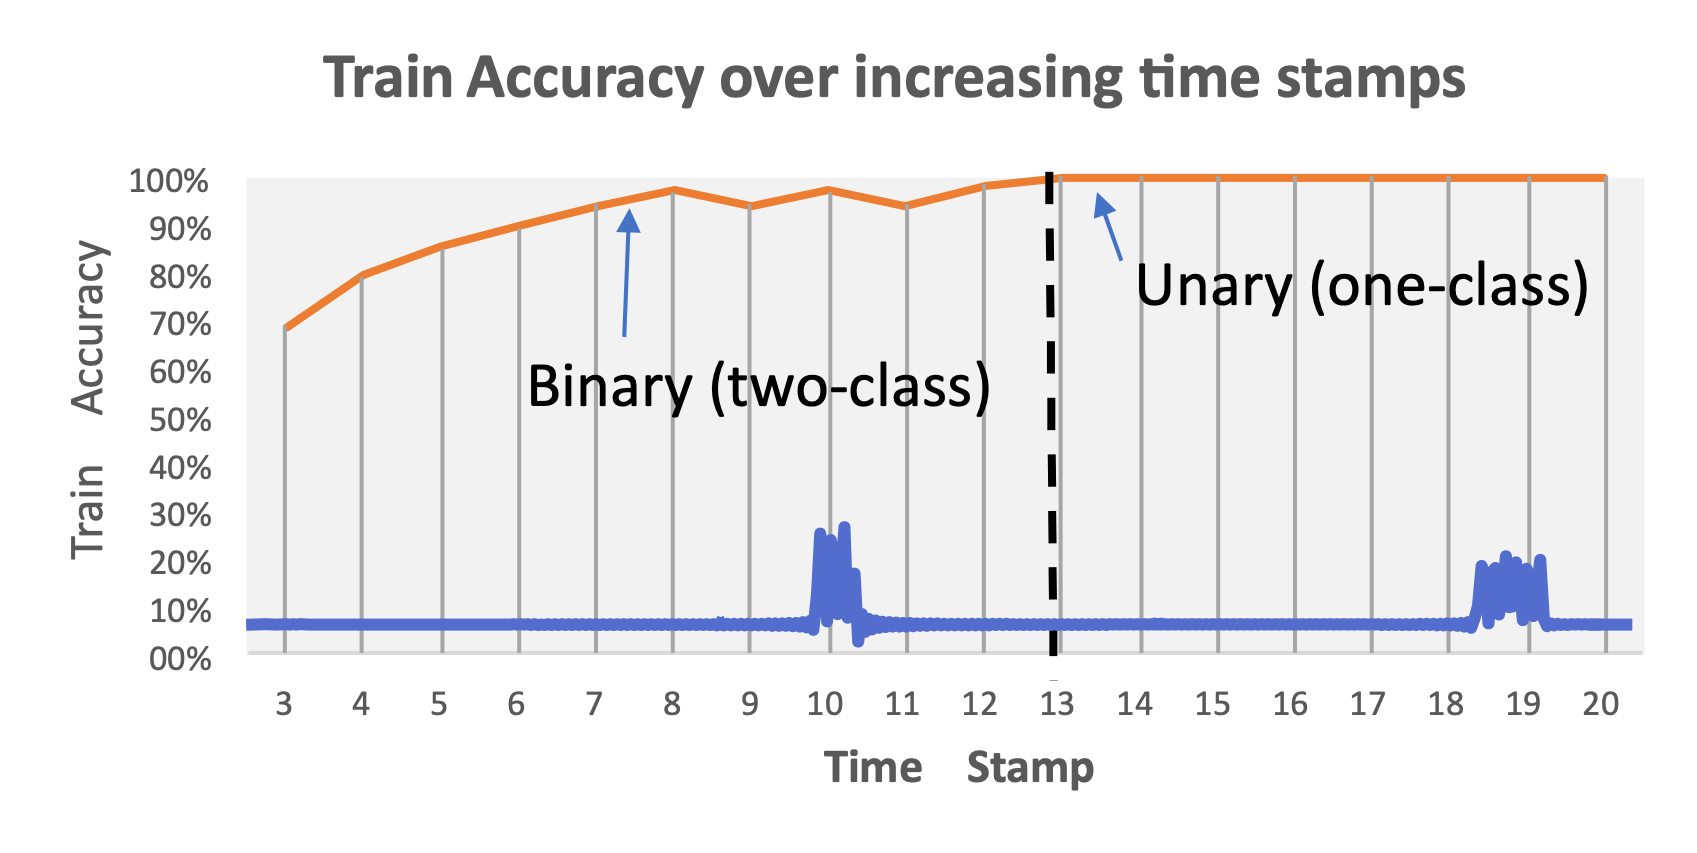 Train Accuracy over increasing time stamps
100%
90%
80%
70%
60%
50%
40%
30%
20%
10%
00%
Train Accuracy
Unary (one-class)
Binary (two-class)
3 4 5 6 7 8 9 10 11 12 13 14 15 16 17 18 19 20
Time Stamp